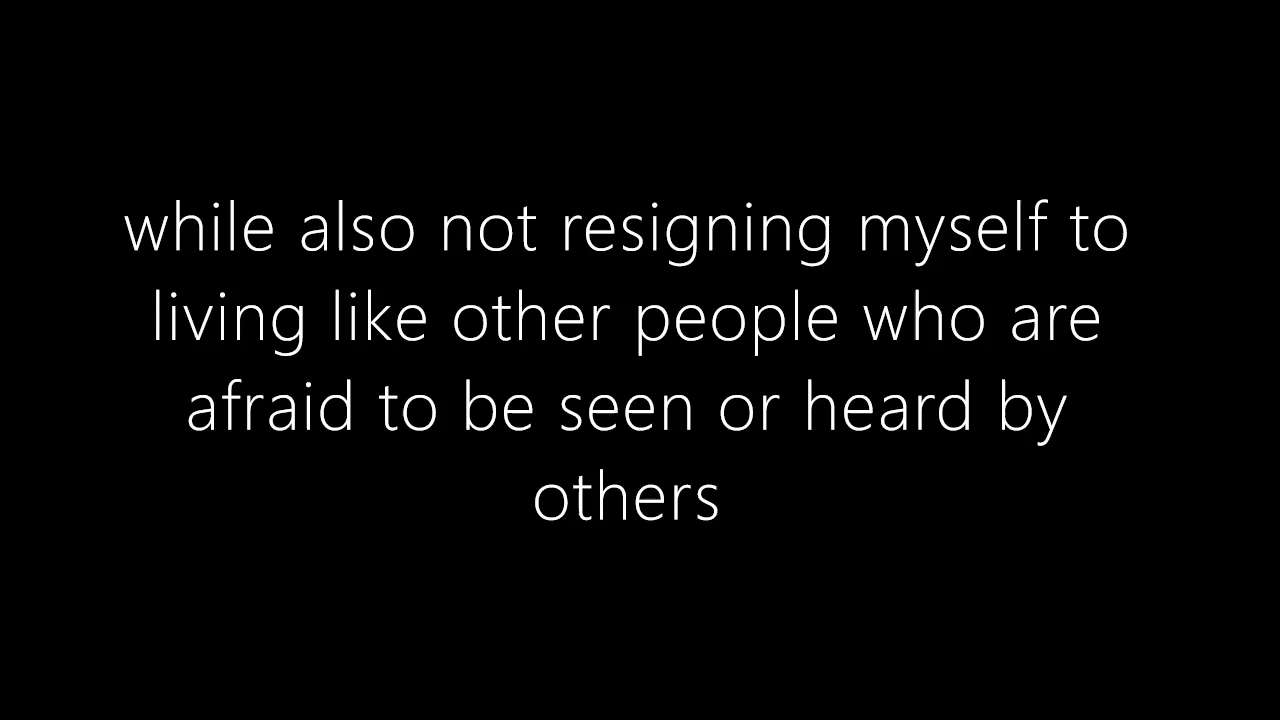 while also not resigning myself to
living like other people who are
afraid to be seen or heard by
others